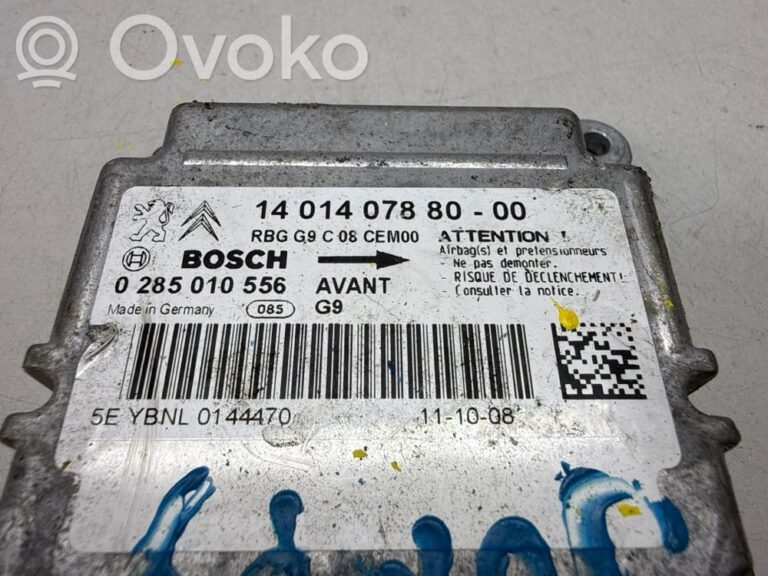 Ovoko
14 014 078 80 - 00
RBG G9 C 08 CEM00
ATTENTION !
Airbag(s) et pretensionneurs
- Ne pas demonter.
- RISQUE DE DECLENCHEMENT!
Consulter la notice.
BOSCH
0 285 010 556
AVANT
G9
Made in Germany
085
5E YBNL 0144470
11-10-08